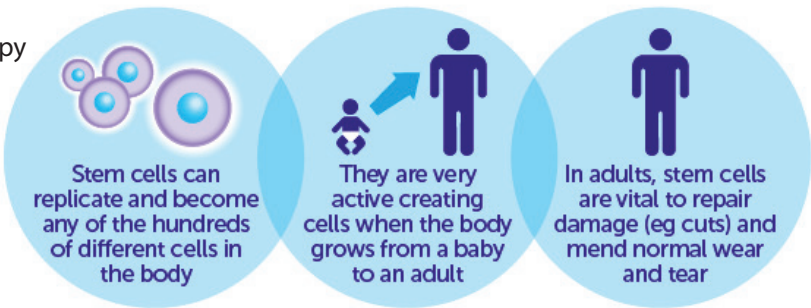 py
Stem cells can
replicate and become
any of the hundreds
of different cells in
the body
They are very
active creating
cells when the body
grows from a baby
to an adult
In adults, stem cells
are vital to repair
damage (eg cuts) and
mend normal wear
and tear